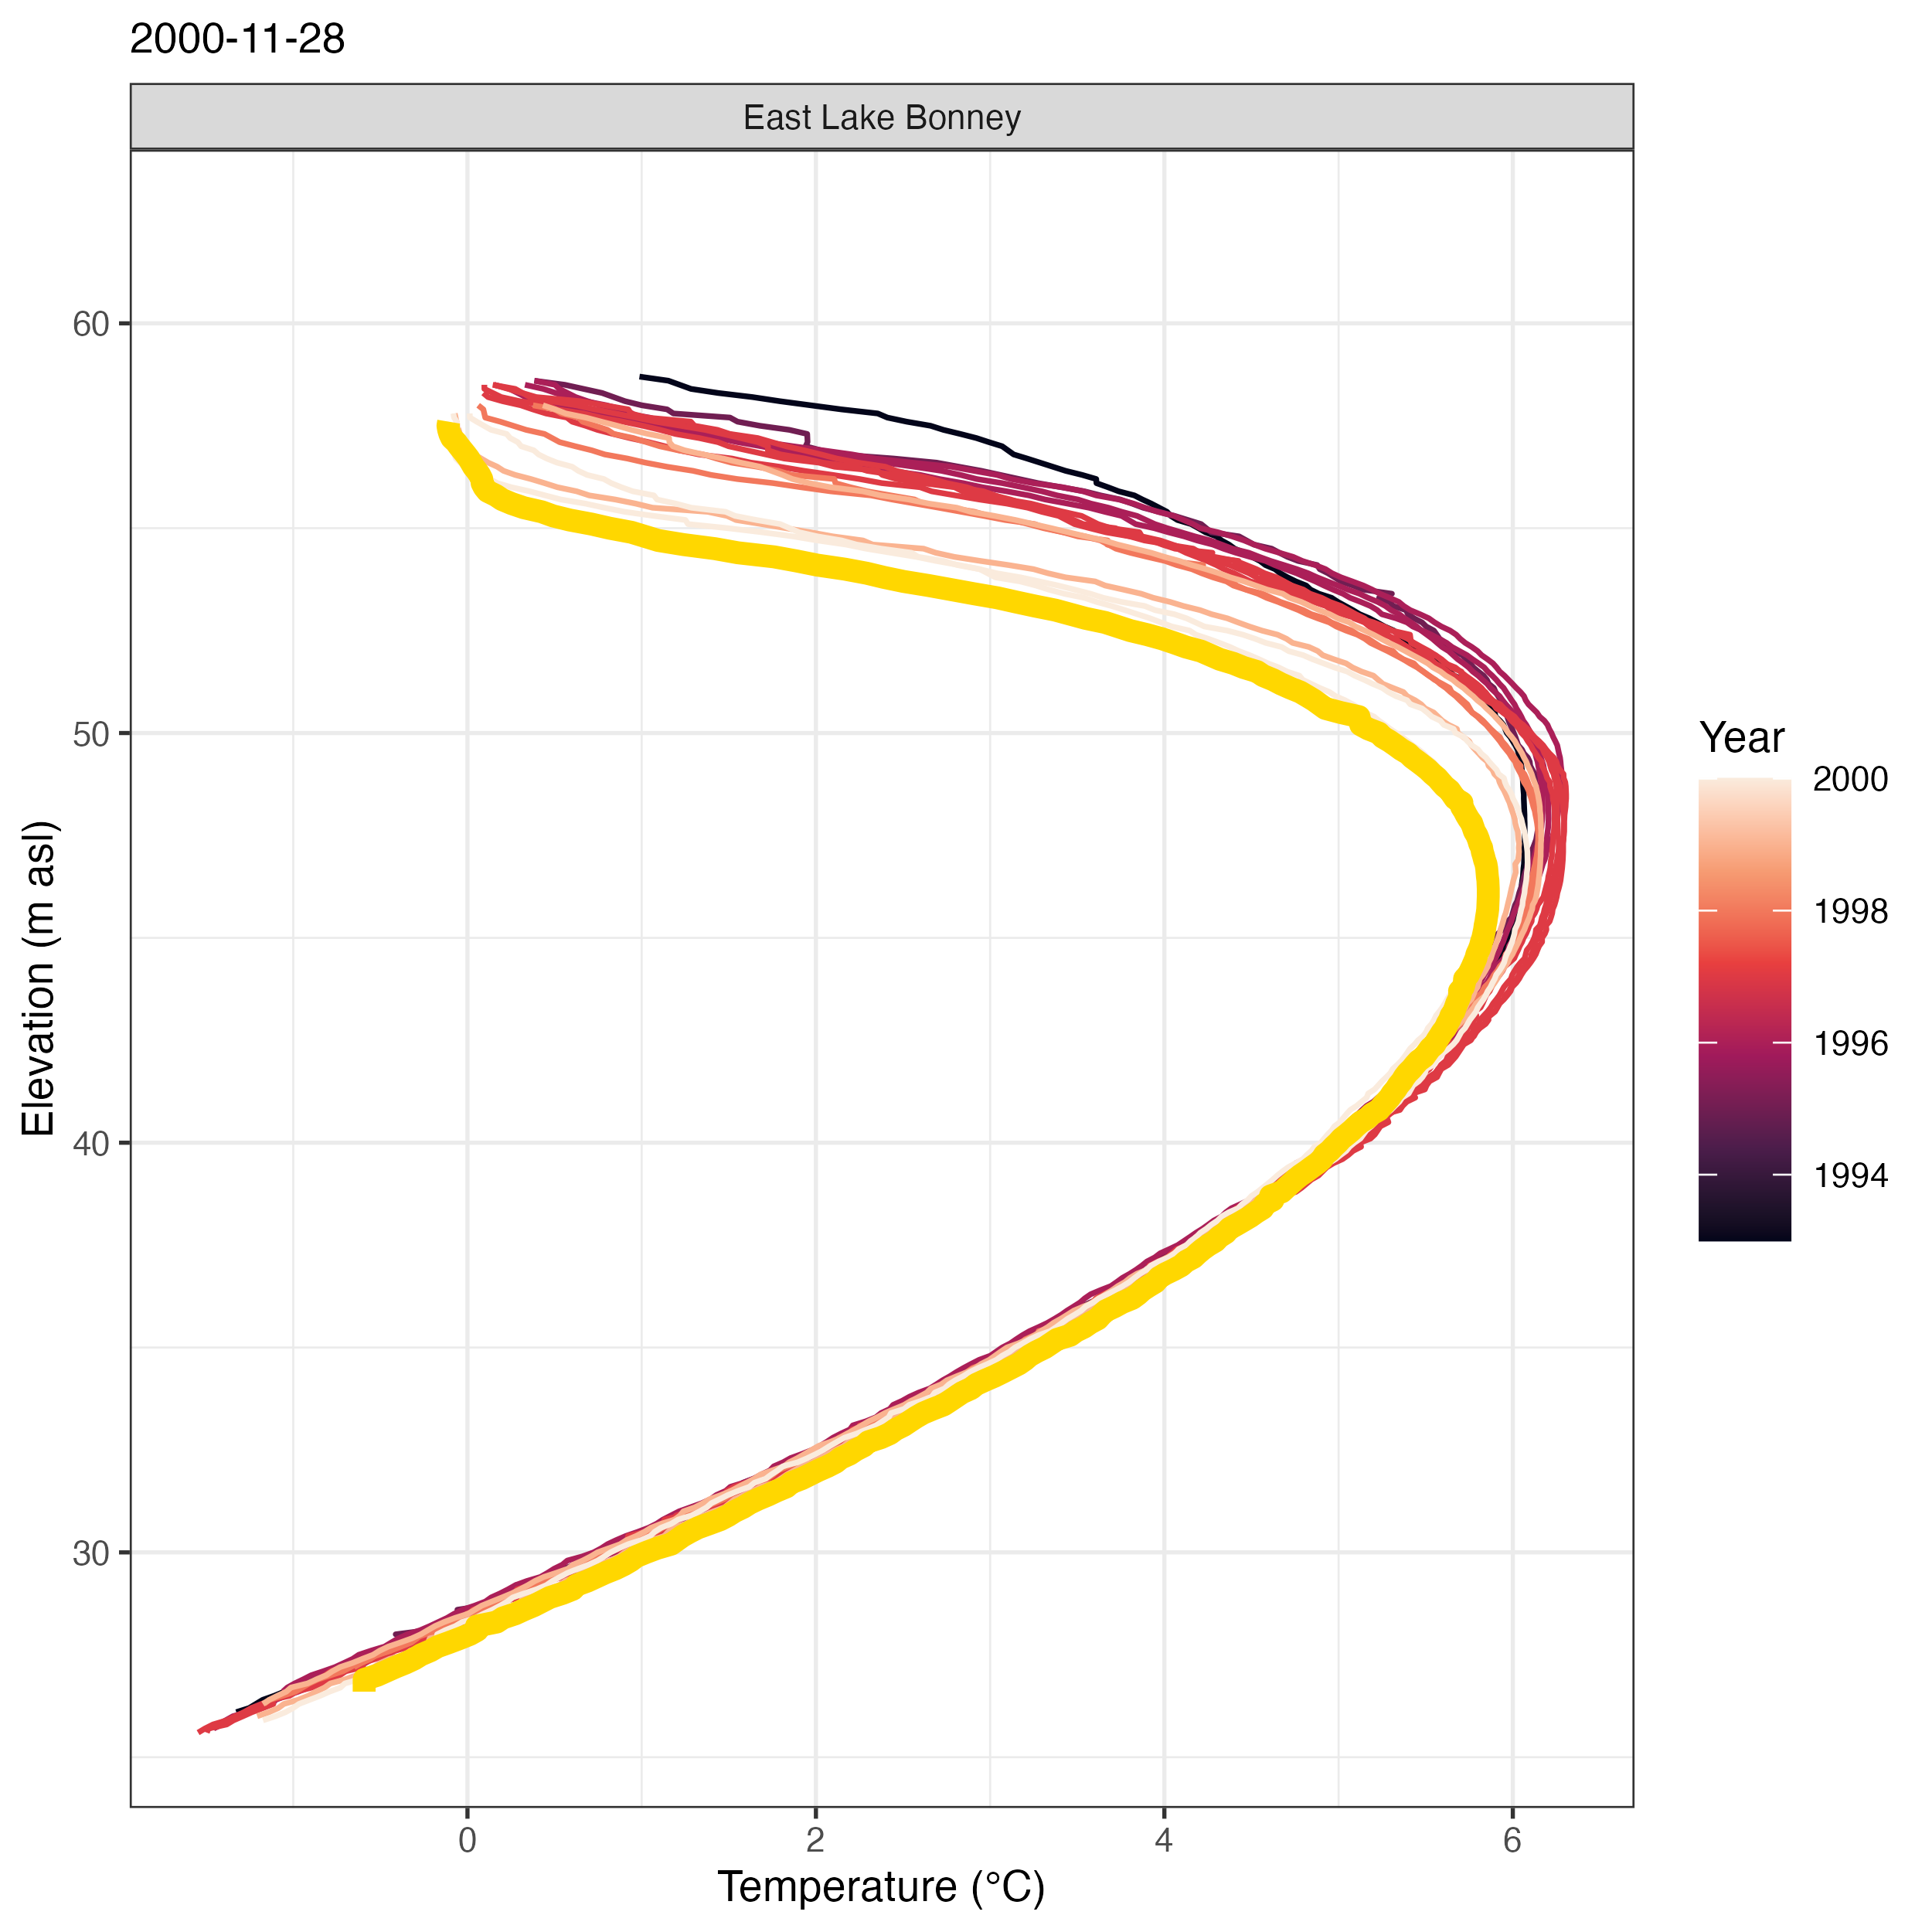 2000-11-28
East Lake Bonney
60
50
40
30
Elevation (m asl)
0 2 4 6
Temperature (°C)
Year
2000
1998
1996
1994